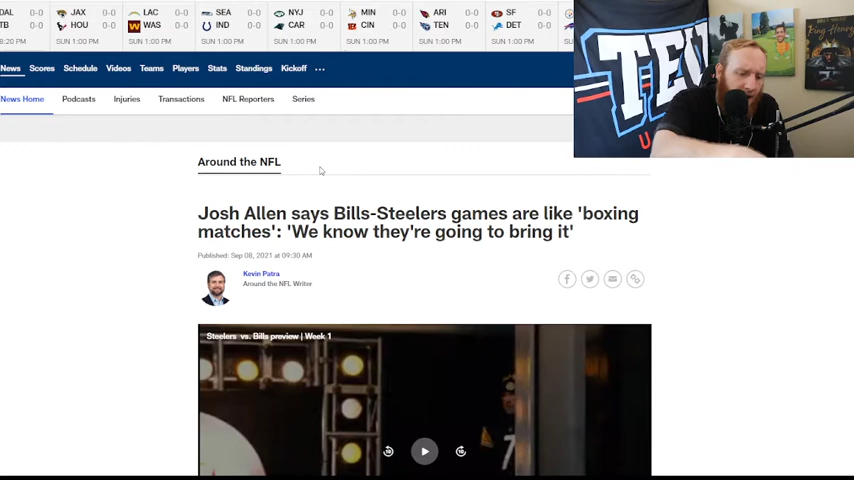 DAL 0-0 JAX 0-0 LAC 0-0 SEA 0-0 NYJ 0-0 MIN 0-0 ARI 0-0 SF 0-0
TB 0-0 HOU 0-0 WAS 0-0 IND 0-0 CAR 0-0 CIN 0-0 TEN 0-0 DET 0-0
8:20 PM SUN 1:00 PM SUN 1:00 PM SUN 1:00 PM SUN 1:00 PM SUN 1:00 PM SUN 1:00 PM SUN 1:00 PM
News Scores Schedule Videos Teams Players Stats Standings Kickoff ...
News Home Podcasts Injuries Transactions NFL Reporters Series
Around the NFL
Josh Allen says Bills-Steelers games are like 'boxing
matches': 'We know they're going to bring it'
Published: Sep 08, 2021 at 09:30 AM
Kevin Patra
Around the NFL Writer
Steelers vs. Bills preview | Week 1
10
10
7